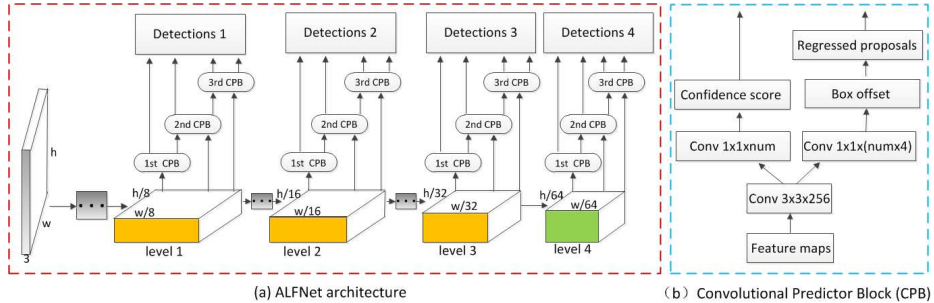 Detections 1
Detections 2
Detections 3
Detections 4
3rd CPB
3rd CPB
3rd CPB
3rd CPB
2nd CPB
2nd CPB
2nd CPB
2nd CPB
1st CPB
1st CPB
1st CPB
1st CPB
h
w
3
h/8
w/8
level 1
h/16
w/16
level 2
h/32
w/32
level 3
h/64
w/64
level 4
(a) ALFNet architecture
Regressed proposals
Confidence score
Box offset
Conv 1x1xnum
Conv 1x1x(numx4)
Conv 3x3x256
Feature maps
(b) Convolutional Predictor Block (CPB)